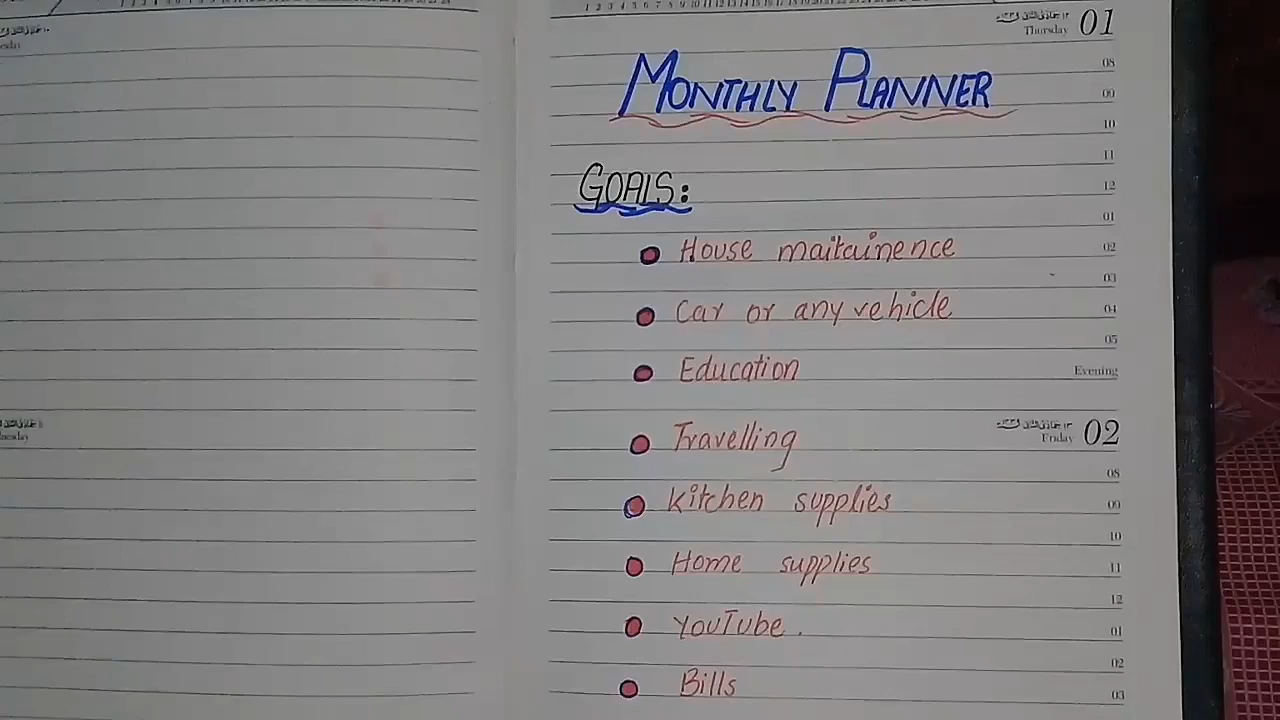 Thursday 01
MONTHLY PLANNER
08
09
10
GOALS:
11
12
01
House maitainence
02
03
Car or any vehicle
04
05
Education
Evening
Friday 02
Travelling
08
Kitchen supplies
09
10
Home supplies
11
12
YouTube.
01
02
Bills
03